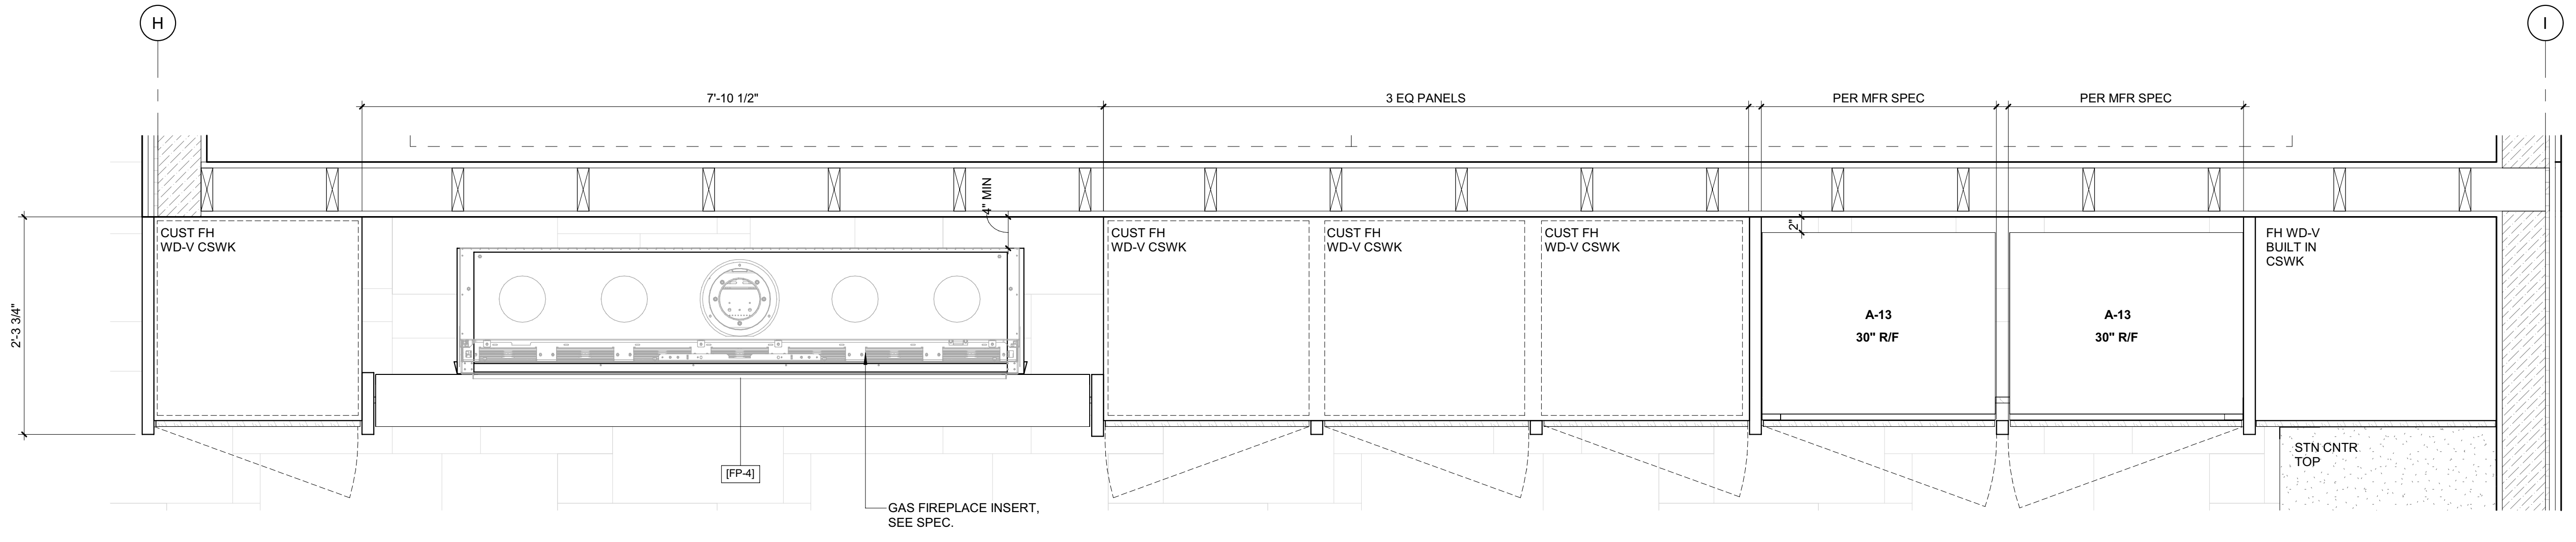 H
I
7'-10 1/2"
3 EQ PANELS
PER MFR SPEC
PER MFR SPEC
4" MIN
2"
2'-3 3/4"
CUST FH
WD-V CSWK
CUST FH
WD-V CSWK
CUST FH
WD-V CSWK
CUST FH
WD-V CSWK
FH WD-V
BUILT IN
CSWK
A-13
30" R/F
A-13
30" R/F
STN CNTR
TOP
[FP-4]
GAS FIREPLACE INSERT,
SEE SPEC.